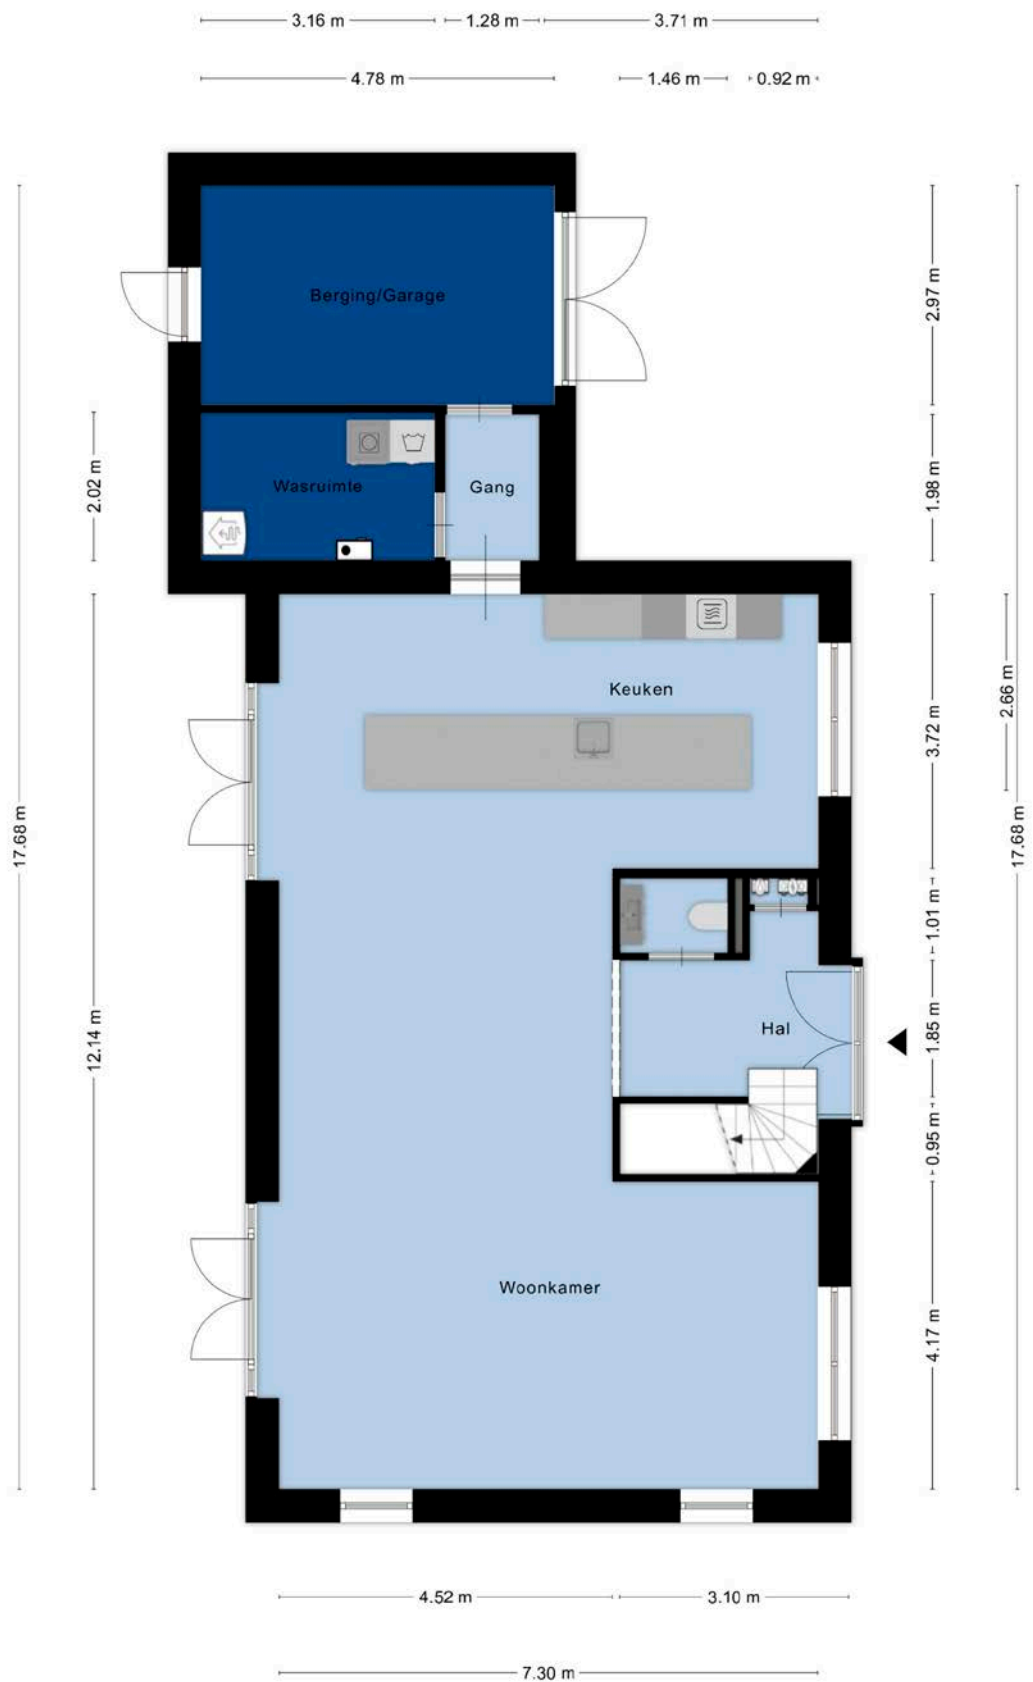 3.16 m 1.28 m 3.71 m
4.78 m 1.46 m 0.92 m
Berging/Garage
2.97 m
Wasruimte
Gang
2.02 m
1.98 m
Keuken
2.66 m
3.72 m
17.68 m
17.68 m
1.01 m
12.14 m
Hal
1.85 m
0.95 m
Woonkamer
4.17 m
4.52 m 3.10 m
7.30 m